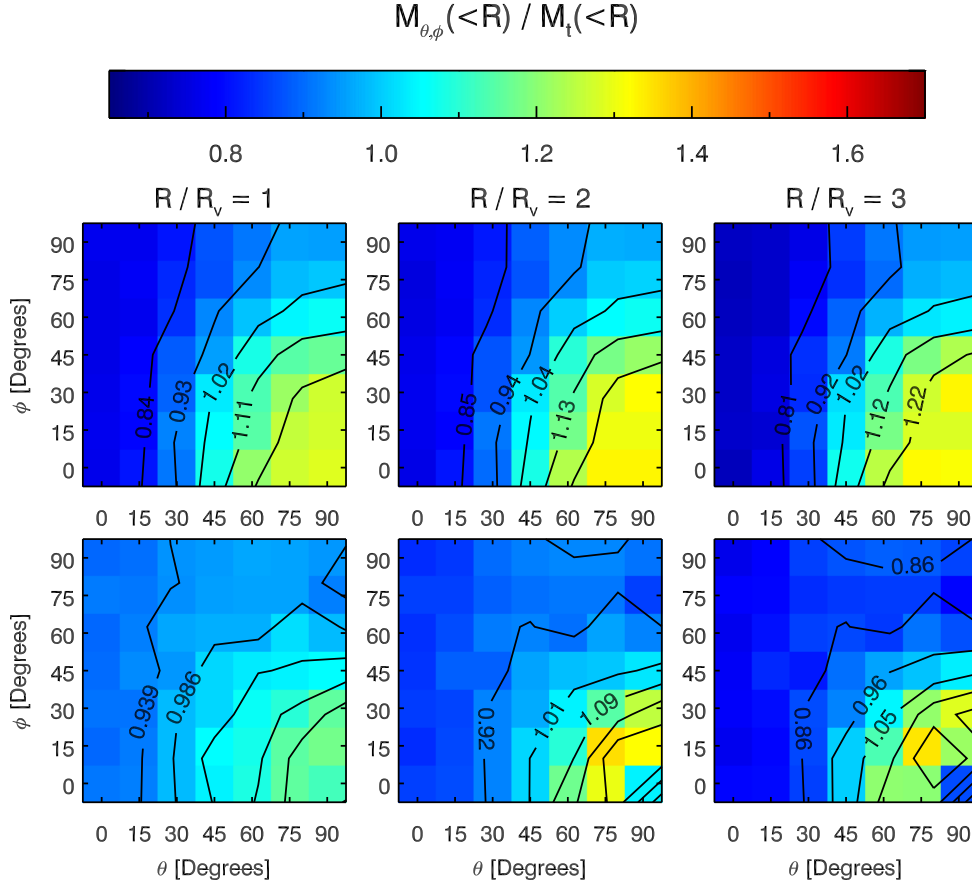 M_θ,φ(<R) / M_t(<R)
0.8 1.0 1.2 1.4 1.6
R / R_v = 1 R / R_v = 2 R / R_v = 3
φ [Degrees]
90
75
60
45
30
15
0
0.84 0.93 1.02 1.11
0.85 0.94 1.04 1.13
0.81 0.92 1.02 1.12 1.22
0 15 30 45 60 75 90 0 15 30 45 60 75 90 0 15 30 45 60 75 90
φ [Degrees]
90
75
60
45
30
15
0
0.939 0.986
0.92 1.01 1.09
0.86 0.86 0.96 1.05
0 15 30 45 60 75 90 0 15 30 45 60 75 90 0 15 30 45 60 75 90
θ [Degrees] θ [Degrees] θ [Degrees]